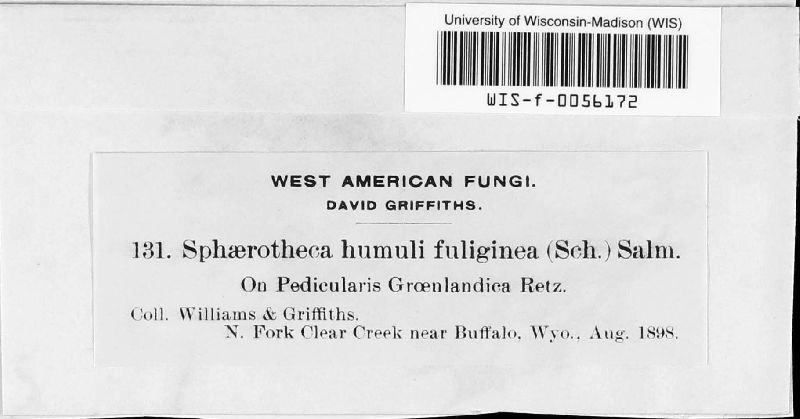 University of Wisconsin-Madison (WIS)
WIS-f-0056172
WEST AMERICAN FUNGI.
DAVID GRIFFITHS.
131. Sphærotheca humuli fuliginea (Sch.) Salm.
On Pedicularis Grœnlandica Retz.
Coll. Williams & Griffiths.
N. Fork Clear Creek near Buffalo, Wyo., Aug. 1898.